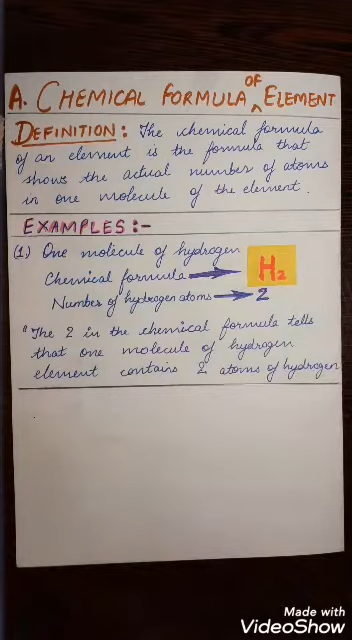 A. CHEMICAL FORMULA OF ELEMENT
DEFINITION: The chemical formula
of an element is the formula that
shows the actual number of atoms
in one molecule of the element.
EXAMPLES:-
(1.) One molecule of hydrogen
Chemical formula → H₂
Number of hydrogen atoms → 2
"The 2 in the chemical formula tells
that one molecule of hydrogen
element contains 2 atoms of hydrogen
Made with
VideoShow